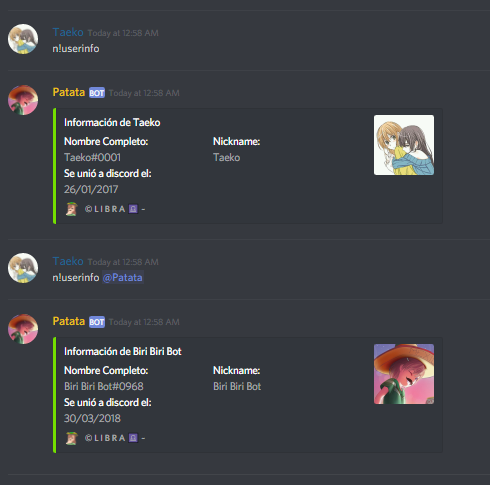 Taeko Today at 12:58 AM
n!userinfo
Patata BOT Today at 12:58 AM
Información de Taeko
Nombre Completo: Nickname:
Taeko#0001 Taeko
Se unió a discord el:
26/01/2017
©LIBRA ♎ -
Taeko Today at 12:58 AM
n!userinfo @Patata
Patata BOT Today at 12:58 AM
Información de Biri Biri Bot
Nombre Completo: Nickname:
Biri Biri Bot#0968 Biri Biri Bot
Se unió a discord el:
30/03/2018
©LIBRA ♎ -